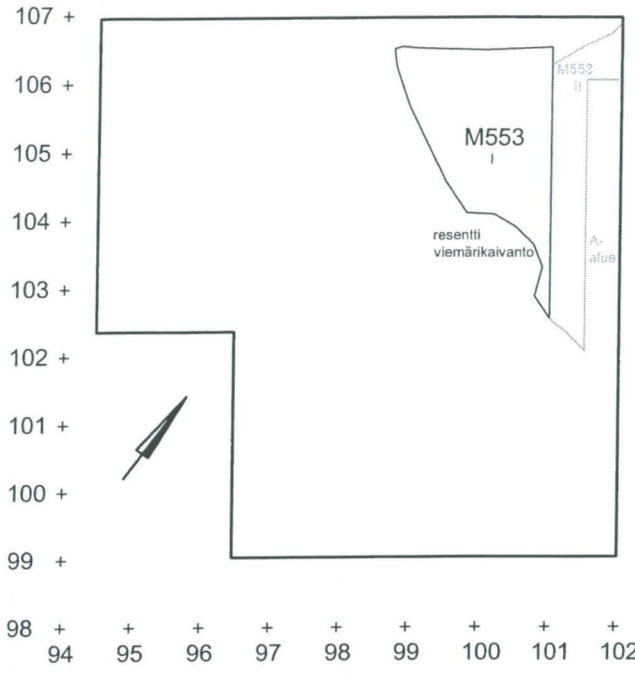 107 +
106 +
105 +
104 +
103 +
102 +
101 +
100 +
99 +
98 +
M553
I
M553
II
A-
alue
resentti
viemärikaivanto
+ + + + + + + +
94 95 96 97 98 99 100 101 102